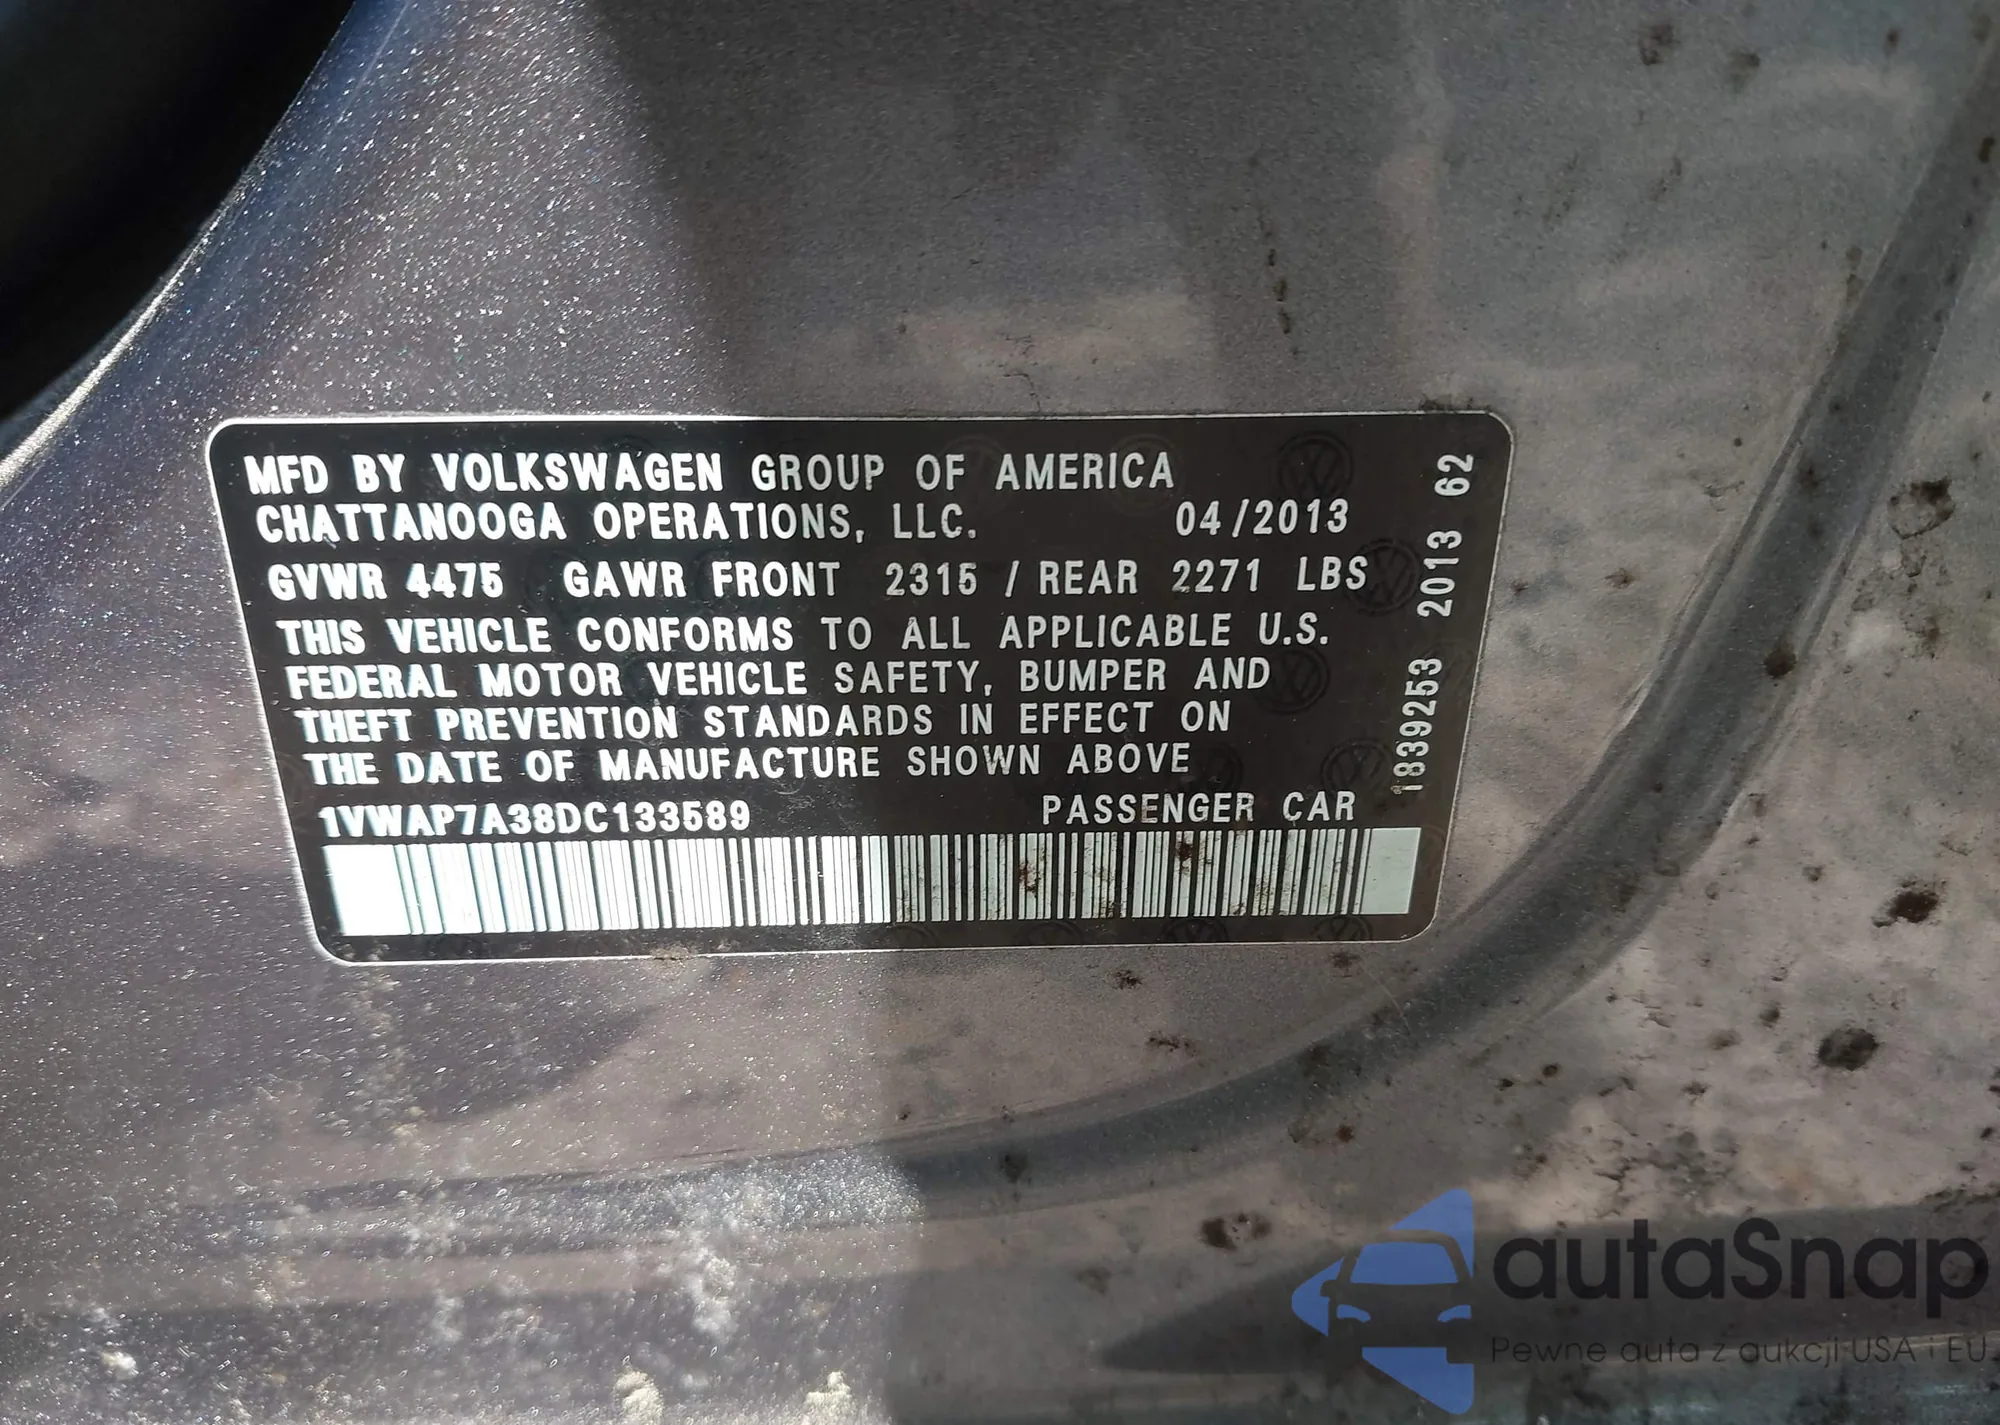 MFD BY VOLKSWAGEN GROUP OF AMERICA
CHATTANOOGA OPERATIONS, LLC. 04/2013
GVWR 4475 GAWR FRONT 2315 / REAR 2271 LBS
THIS VEHICLE CONFORMS TO ALL APPLICABLE U.S.
FEDERAL MOTOR VEHICLE SAFETY, BUMPER AND
THEFT PREVENTION STANDARDS IN EFFECT ON
THE DATE OF MANUFACTURE SHOWN ABOVE
1VWAP7A38DC133589 PASSENGER CAR
1839253 2013 62
autaSnap
Pewne auta z aukcji USA i EU